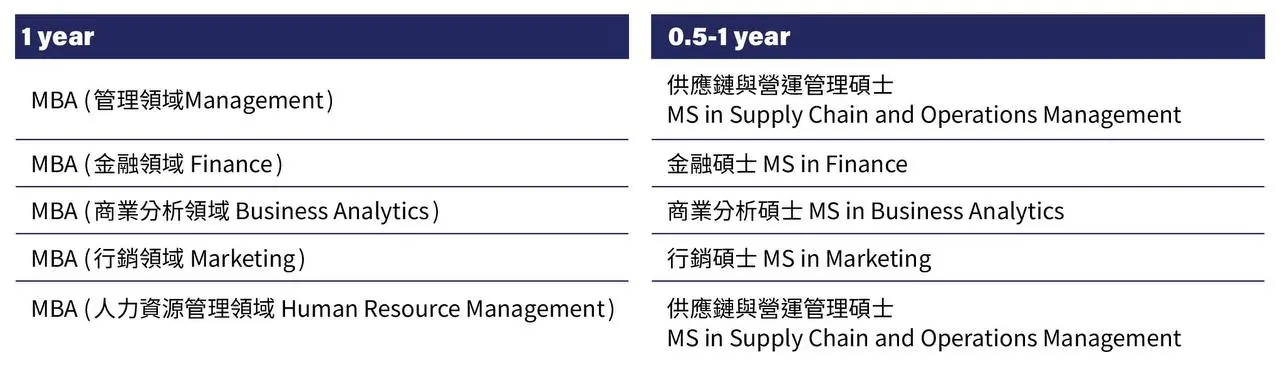 1 year
0.5-1 year
MBA (管理領域Management)
供應鏈與營運管理碩士
MS in Supply Chain and Operations Management
MBA (金融領域 Finance)
金融碩士 MS in Finance
MBA (商業分析領域 Business Analytics)
商業分析碩士 MS in Business Analytics
MBA (行銷領域 Marketing)
行銷碩士 MS in Marketing
MBA (人力資源管理領域 Human Resource Management)
供應鏈與營運管理碩士
MS in Supply Chain and Operations Management